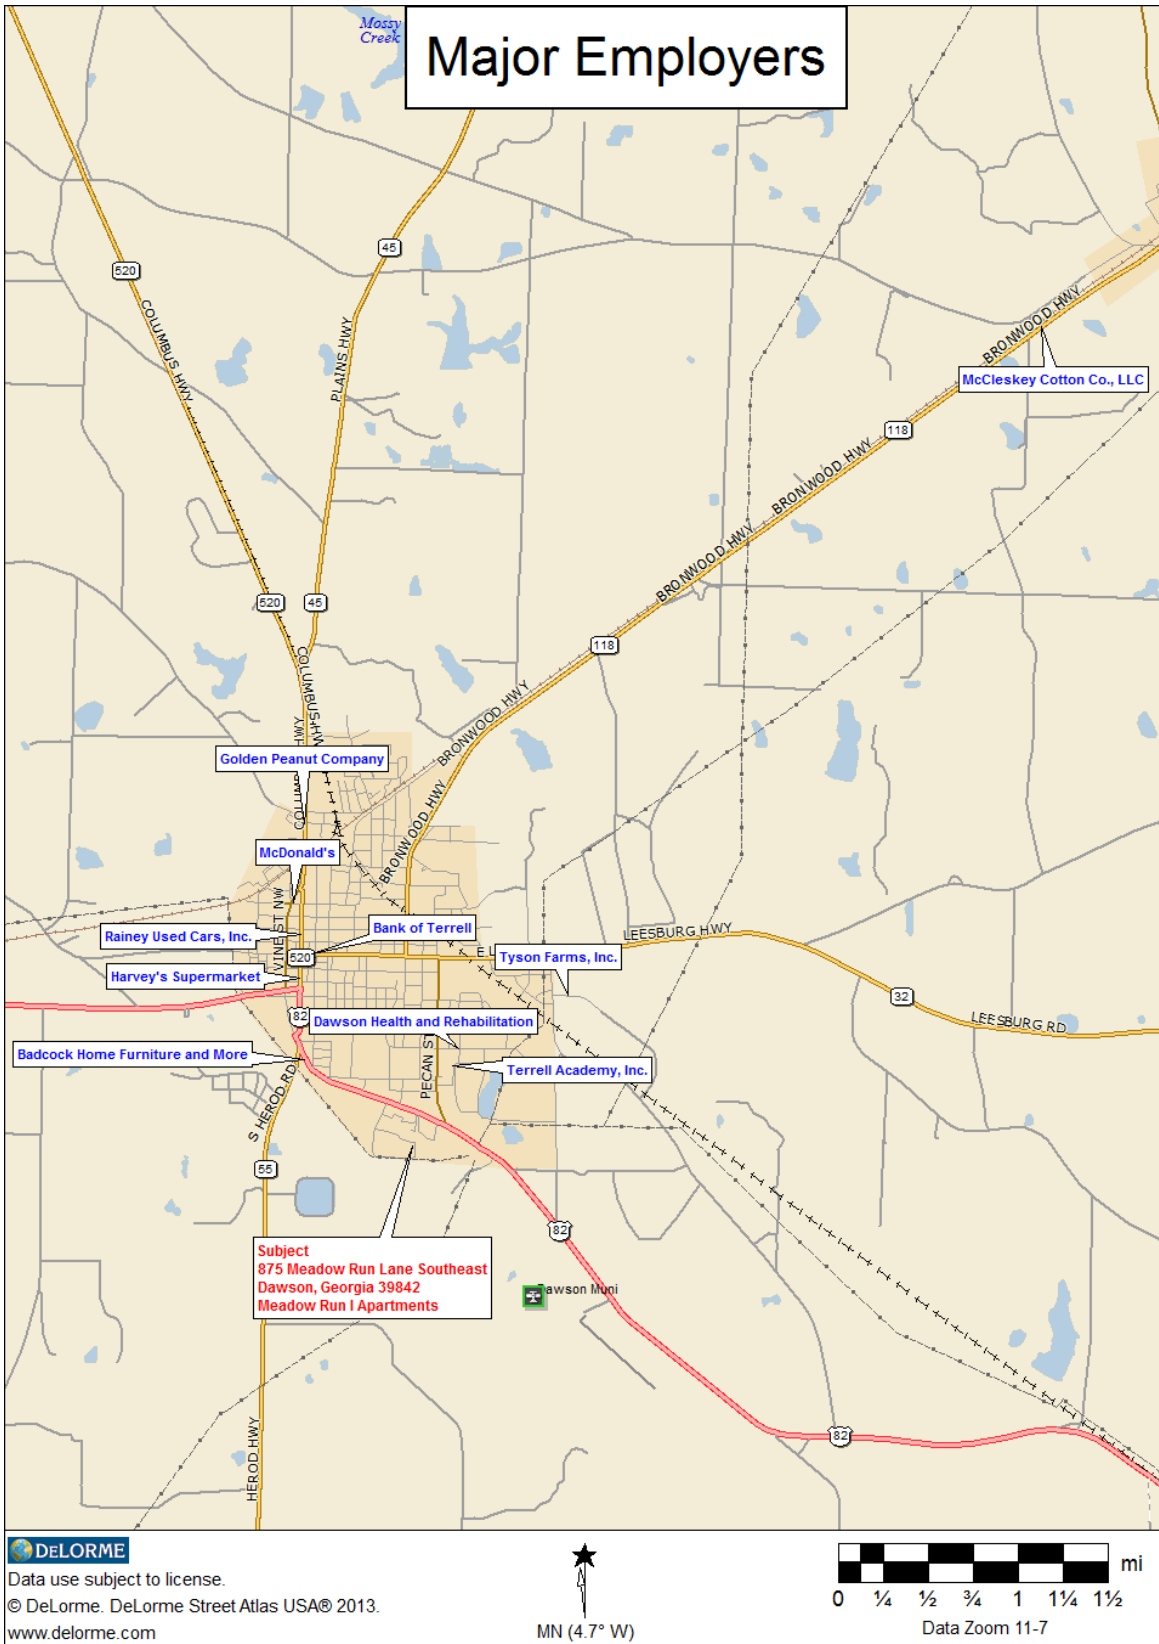 Mossy
Creek
Major Employers
45
520
COLUMBUS HWY
PLAINS HWY
BRONWOOD HWY
McCleskey Cotton Co., LLC
118
BRONWOOD HWY
BRONWOOD HWY
520
45
118
COLUMBUS HW
BRONWOOD HWY
HWY
Golden Peanut Company
BRONWOOD HWY
McDonald's
VINE ST NW
Bank of Terrell
Rainey Used Cars, Inc.
LEESBURG HWY
520
E L
Tyson Farms, Inc.
Harvey's Supermarket
32
82
Dawson Health and Rehabilitation
LEESBURG RD
Badcock Home Furniture and More
PECAN ST
Terrell Academy, Inc.
S HEROD RD
55
82
Subject
875 Meadow Run Lane Southeast
Dawson, Georgia 39842
Meadow Run I Apartments
Dawson Muni
82
HEROD HWY
DELORME
Data use subject to license.
© DeLorme. DeLorme Street Atlas USA® 2013.
www.delorme.com
MN (4.7° W)
mi
0 ¼ ½ ¾ 1 1¼ 1½
Data Zoom 11-7